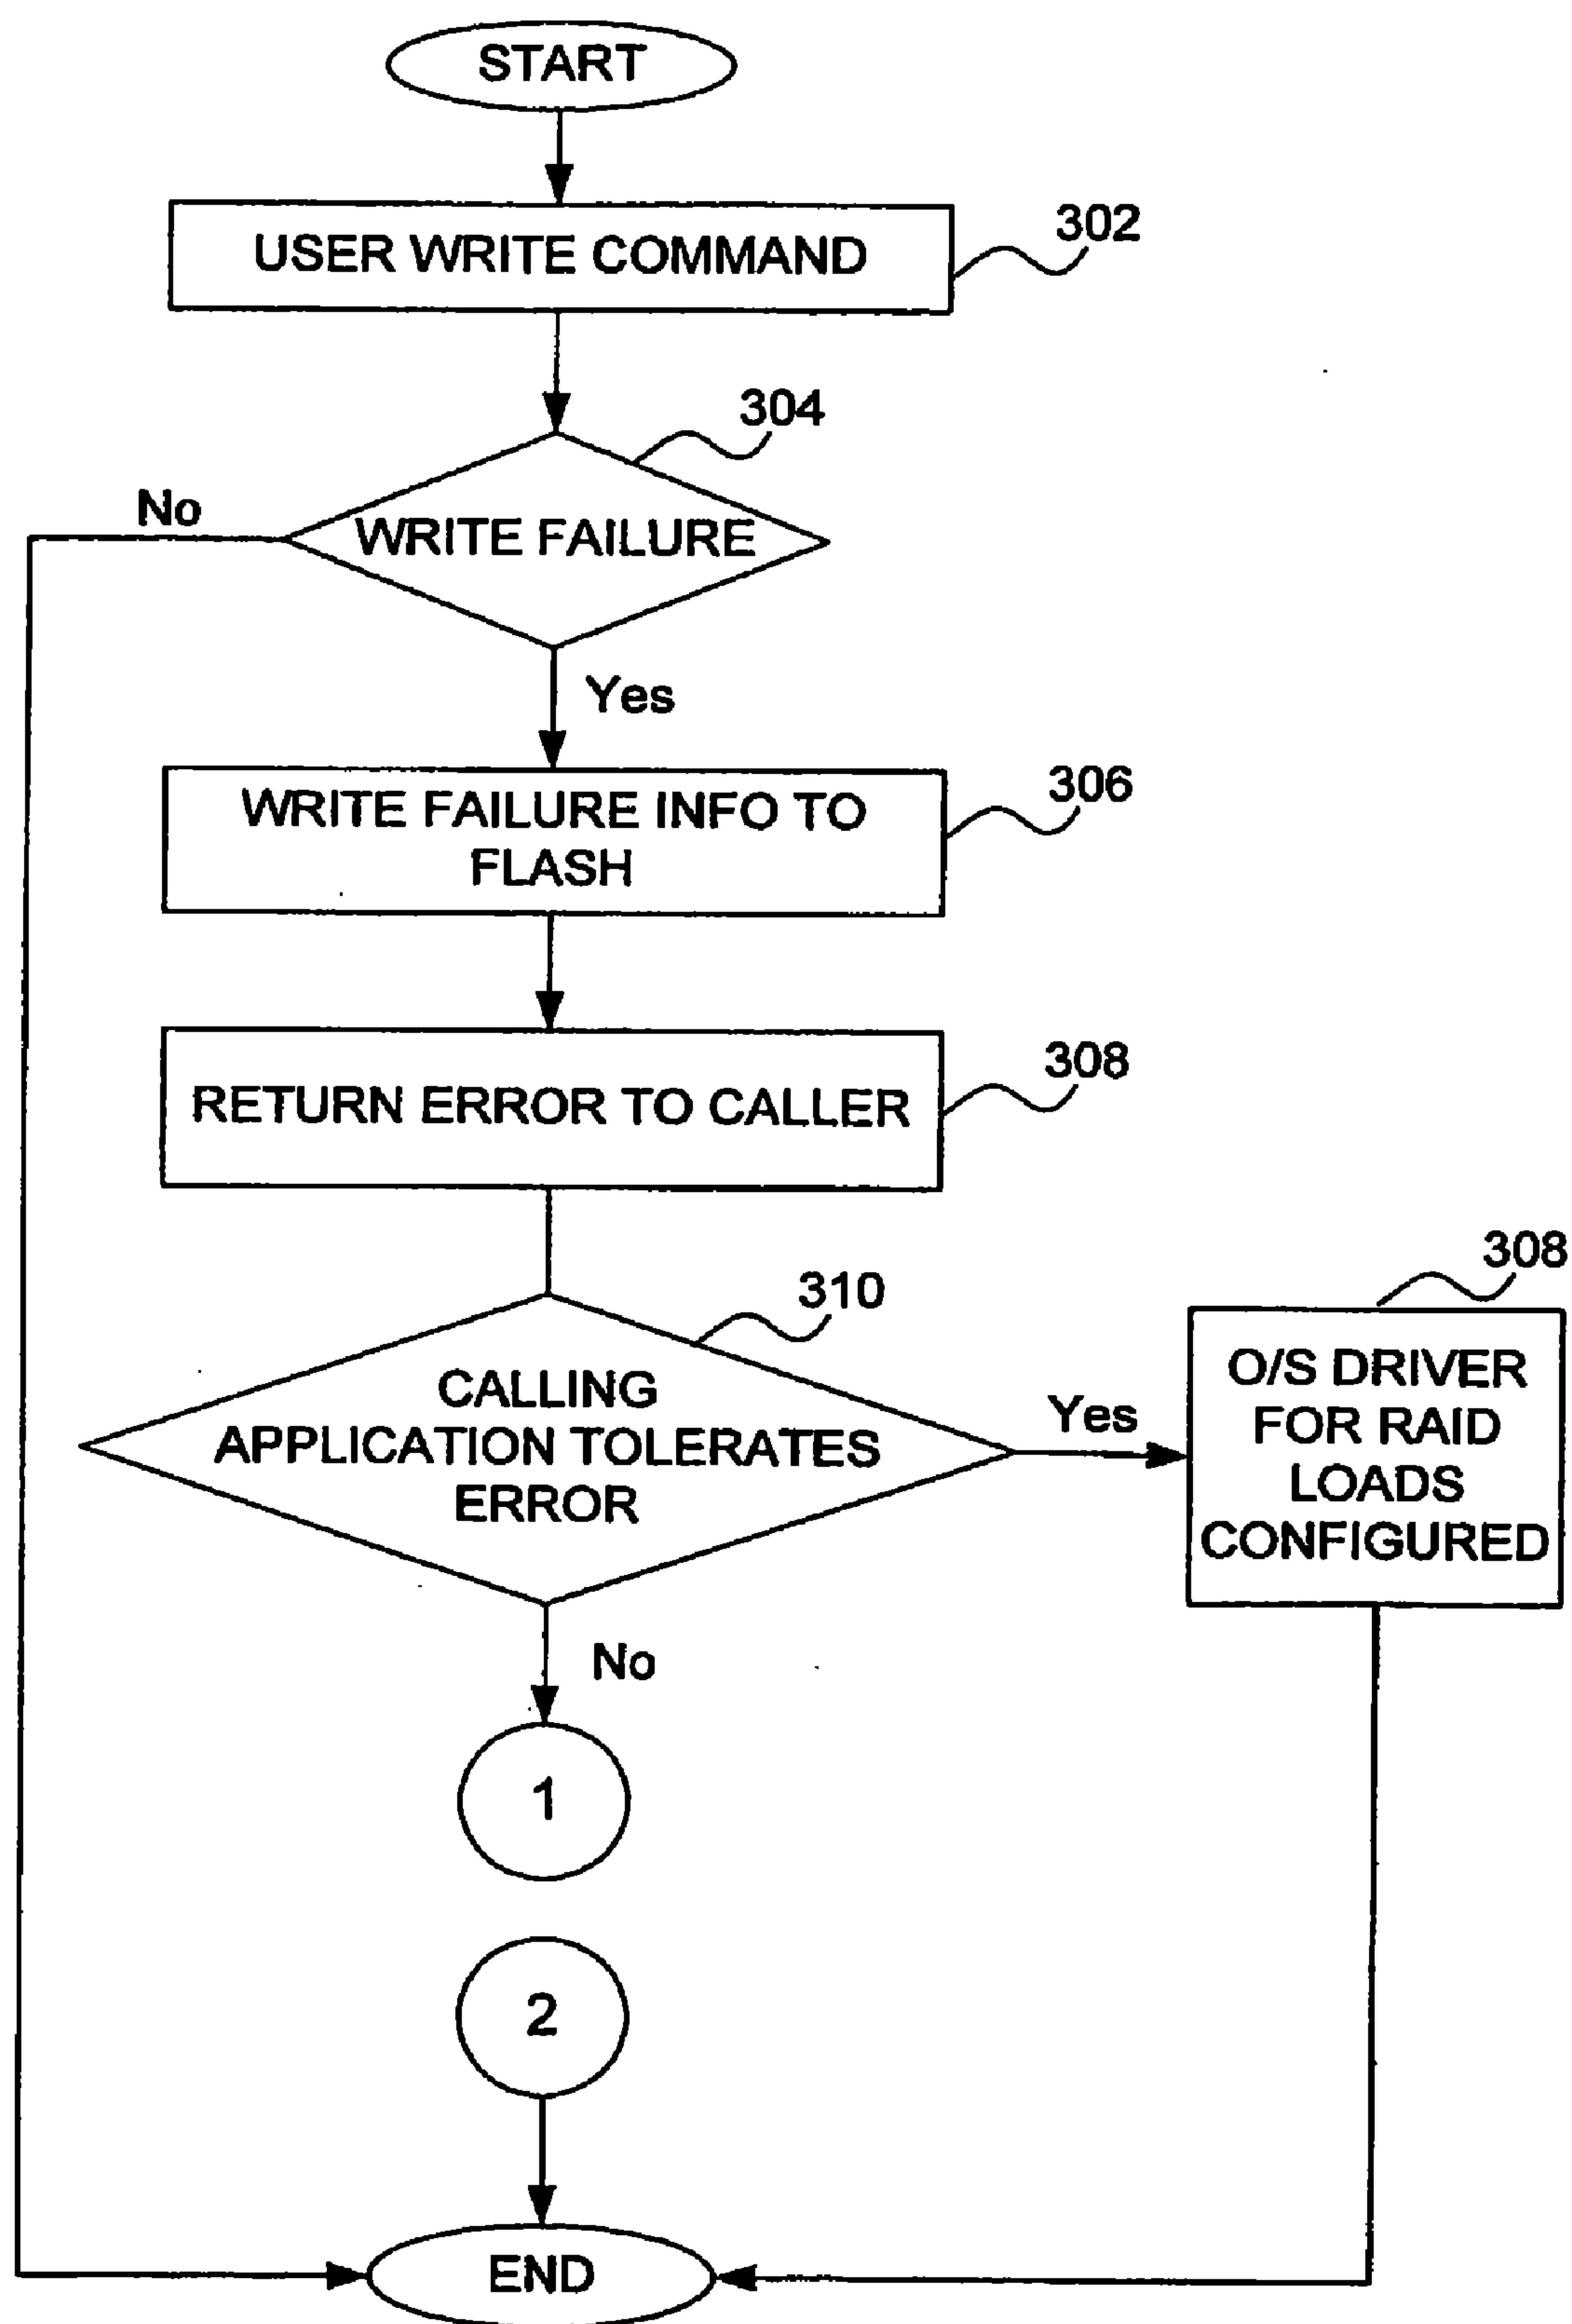 START
USER WRITE COMMAND
302
304
No
WRITE FAILURE
Yes
WRITE FAILURE INFO TO
FLASH
306
RETURN ERROR TO CALLER
308
310
CALLING
APPLICATION TOLERATES
ERROR
Yes
308
O/S DRIVER
FOR RAID
LOADS
CONFIGURED
No
1
2
END